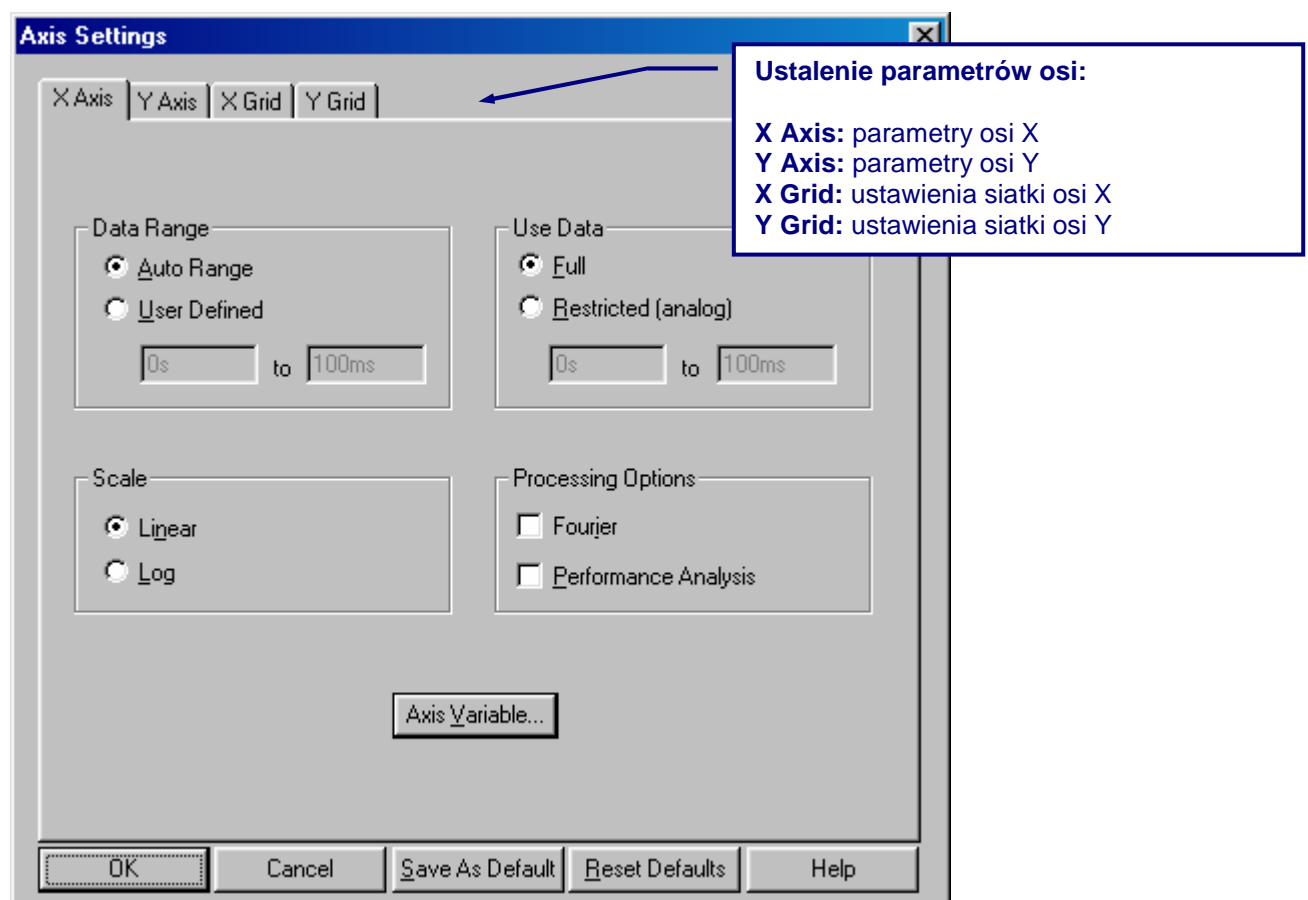 Axis Settings
X Axis
Y Axis
X Grid
Y Grid
Ustalenie parametrów osi:
X Axis: parametry osi X
Y Axis: parametry osi Y
X Grid: ustawienia siatki osi X
Y Grid: ustawienia siatki osi Y
Data Range
Auto Range
User Defined
0s to 100ms
Use Data
Full
Restricted (analog)
0s to 100ms
Scale
Linear
Log
Processing Options
Fourier
Performance Analysis
Axis Variable...
OK
Cancel
Save As Default
Reset Defaults
Help